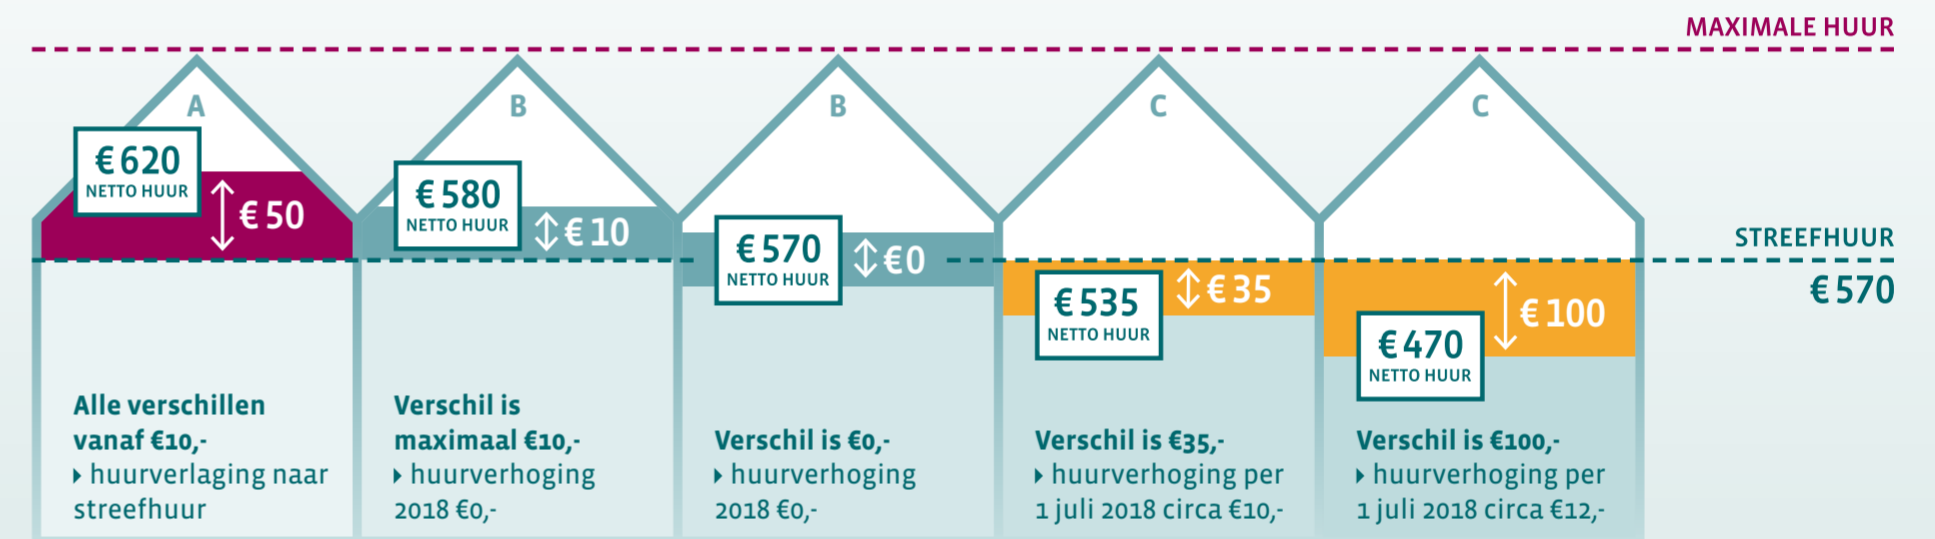 MAXIMALE HUUR
A
€ 620
NETTO HUUR
€ 50
Alle verschillen
vanaf €10,-
▸ huurverlaging naar
streefhuur
B
€ 580
NETTO HUUR
€ 10
Verschil is
maximaal €10,-
▸ huurverhoging
2018 €0,-
B
€ 570
NETTO HUUR
€0
Verschil is €0,-
▸ huurverhoging
2018 €0,-
C
€ 535
NETTO HUUR
€ 35
Verschil is €35,-
▸ huurverhoging per
1 juli 2018 circa €10,-
C
€ 470
NETTO HUUR
€ 100
Verschil is €100,-
▸ huurverhoging per
1 juli 2018 circa €12,-
STREEFHUUR
€ 570